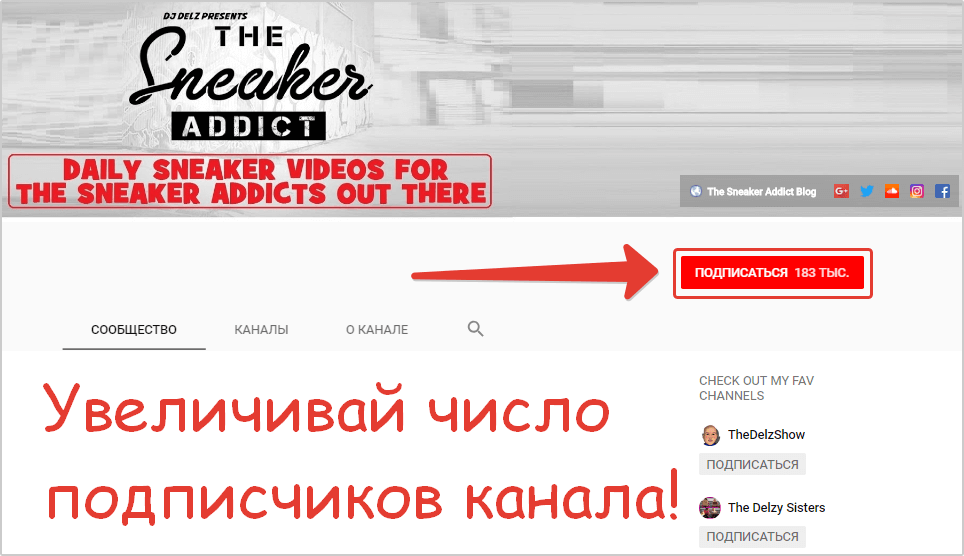 DJ DELZ PRESENTS
THE
Sneaker
ADDICT
DAILY SNEAKER VIDEOS FOR
THE SNEAKER ADDICTS OUT THERE
The Sneaker Addict Blog
ПОДПИСАТЬСЯ 183 ТЫС.
СООБЩЕСТВО КАНАЛЫ О КАНАЛЕ
Увеличивай число
подписчиков канала!
CHECK OUT MY FAV
CHANNELS
TheDelzShow
ПОДПИСАТЬСЯ
The Delzy Sisters
ПОДПИСАТЬСЯ